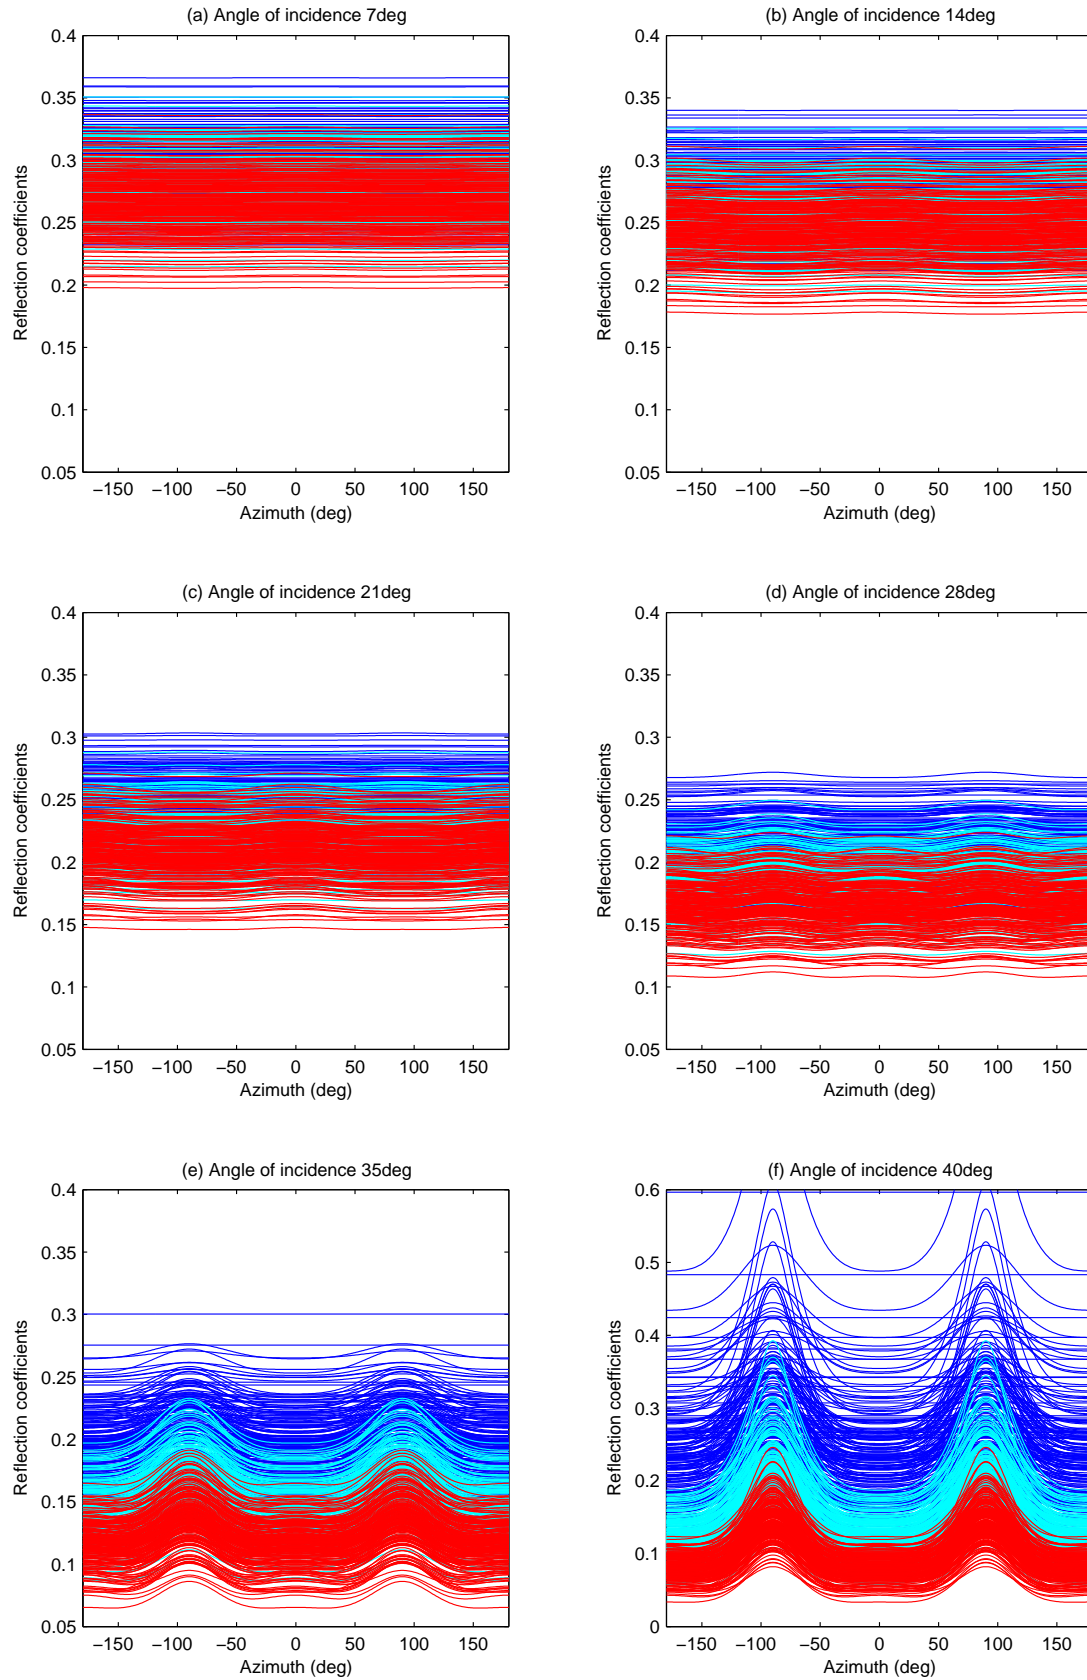 (a) Angle of incidence 7deg
0.4
0.35
0.3
0.25
0.2
0.15
0.1
0.05
Reflection coefficients
−150 −100 −50 0 50 100 150
Azimuth (deg)
(b) Angle of incidence 14deg
0.4
0.35
0.3
0.25
0.2
0.15
0.1
0.05
Reflection coefficients
−150 −100 −50 0 50 100 150
Azimuth (deg)
(c) Angle of incidence 21deg
0.4
0.35
0.3
0.25
0.2
0.15
0.1
0.05
Reflection coefficients
−150 −100 −50 0 50 100 150
Azimuth (deg)
(d) Angle of incidence 28deg
0.4
0.35
0.3
0.25
0.2
0.15
0.1
0.05
Reflection coefficients
−150 −100 −50 0 50 100 150
Azimuth (deg)
(e) Angle of incidence 35deg
0.4
0.35
0.3
0.25
0.2
0.15
0.1
0.05
Reflection coefficients
−150 −100 −50 0 50 100 150
Azimuth (deg)
(f) Angle of incidence 40deg
0.6
0.5
0.4
0.3
0.2
0.1
0
Reflection coefficients
−150 −100 −50 0 50 100 150
Azimuth (deg)